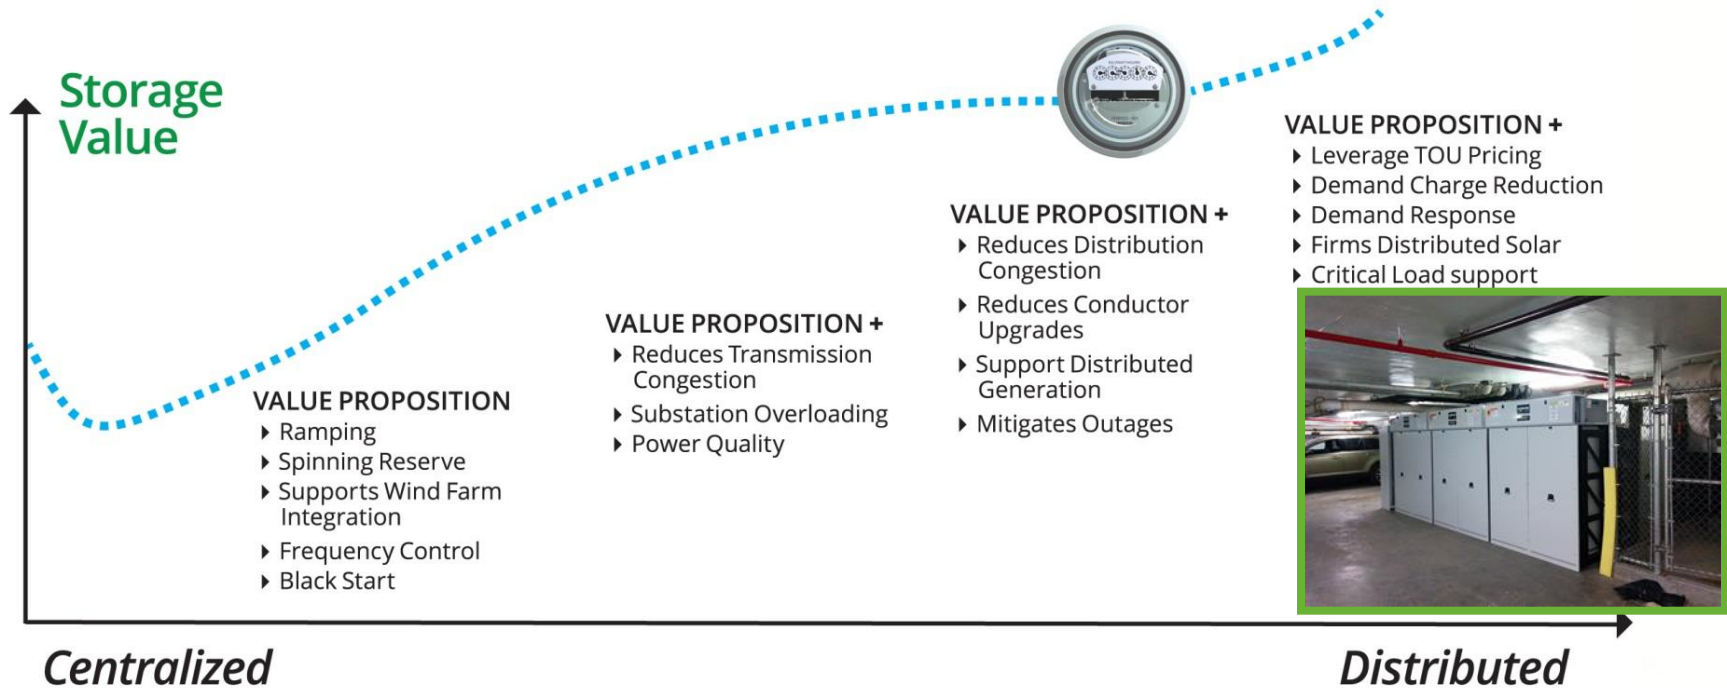 Storage
Value
VALUE PROPOSITION
Ramping
Spinning Reserve
Supports Wind Farm
Integration
Frequency Control
Black Start
VALUE PROPOSITION +
Reduces Transmission
Congestion
Substation Overloading
Power Quality
VALUE PROPOSITION +
Reduces Distribution
Congestion
Reduces Conductor
Upgrades
Support Distributed
Generation
Mitigates Outages
VALUE PROPOSITION +
Leverage TOU Pricing
Demand Charge Reduction
Demand Response
Firms Distributed Solar
Critical Load support
Centralized
Distributed